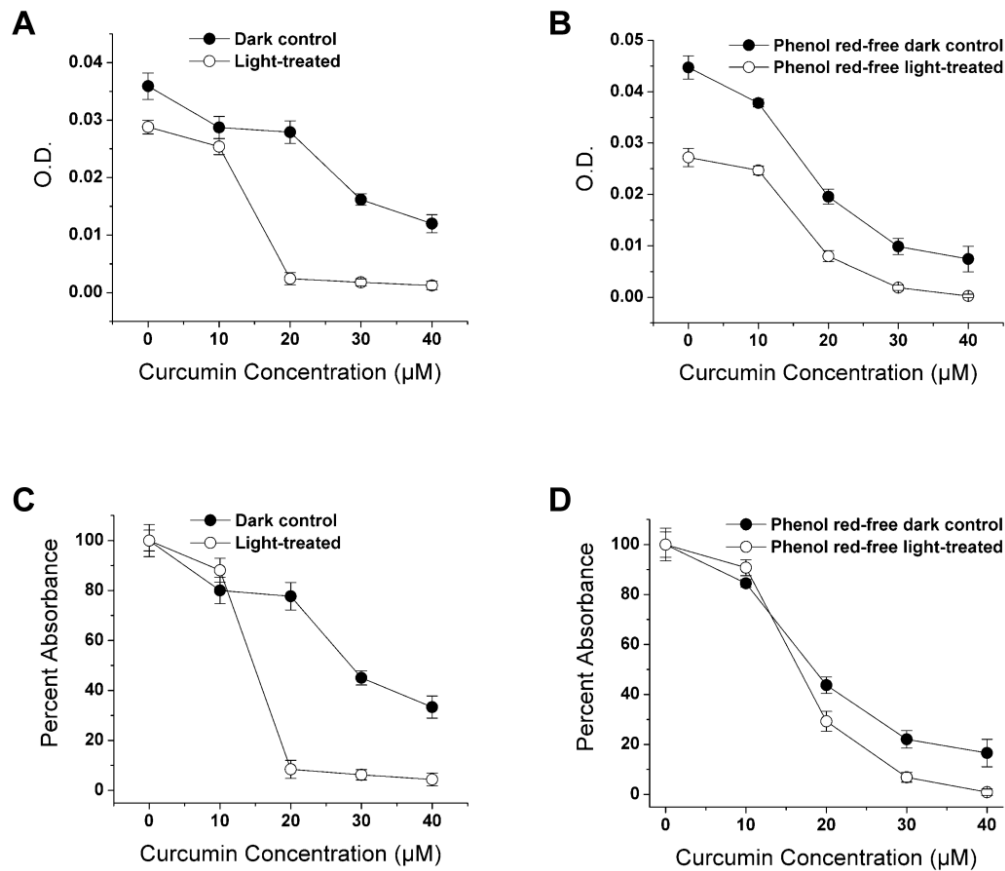 A
Dark control
Light-treated
0.04
0.03
0.02
0.01
0.00
O.D.
0 10 20 30 40
Curcumin Concentration (µM)
B
Phenol red-free dark control
Phenol red-free light-treated
0.05
0.04
0.03
0.02
0.01
0.00
O.D.
0 10 20 30 40
Curcumin Concentration (µM)
C
Dark control
Light-treated
100
80
60
40
20
0
Percent Absorbance
0 10 20 30 40
Curcumin Concentration (µM)
D
Phenol red-free dark control
Phenol red-free light-treated
100
80
60
40
20
0
Percent Absorbance
0 10 20 30 40
Curcumin Concentration (µM)